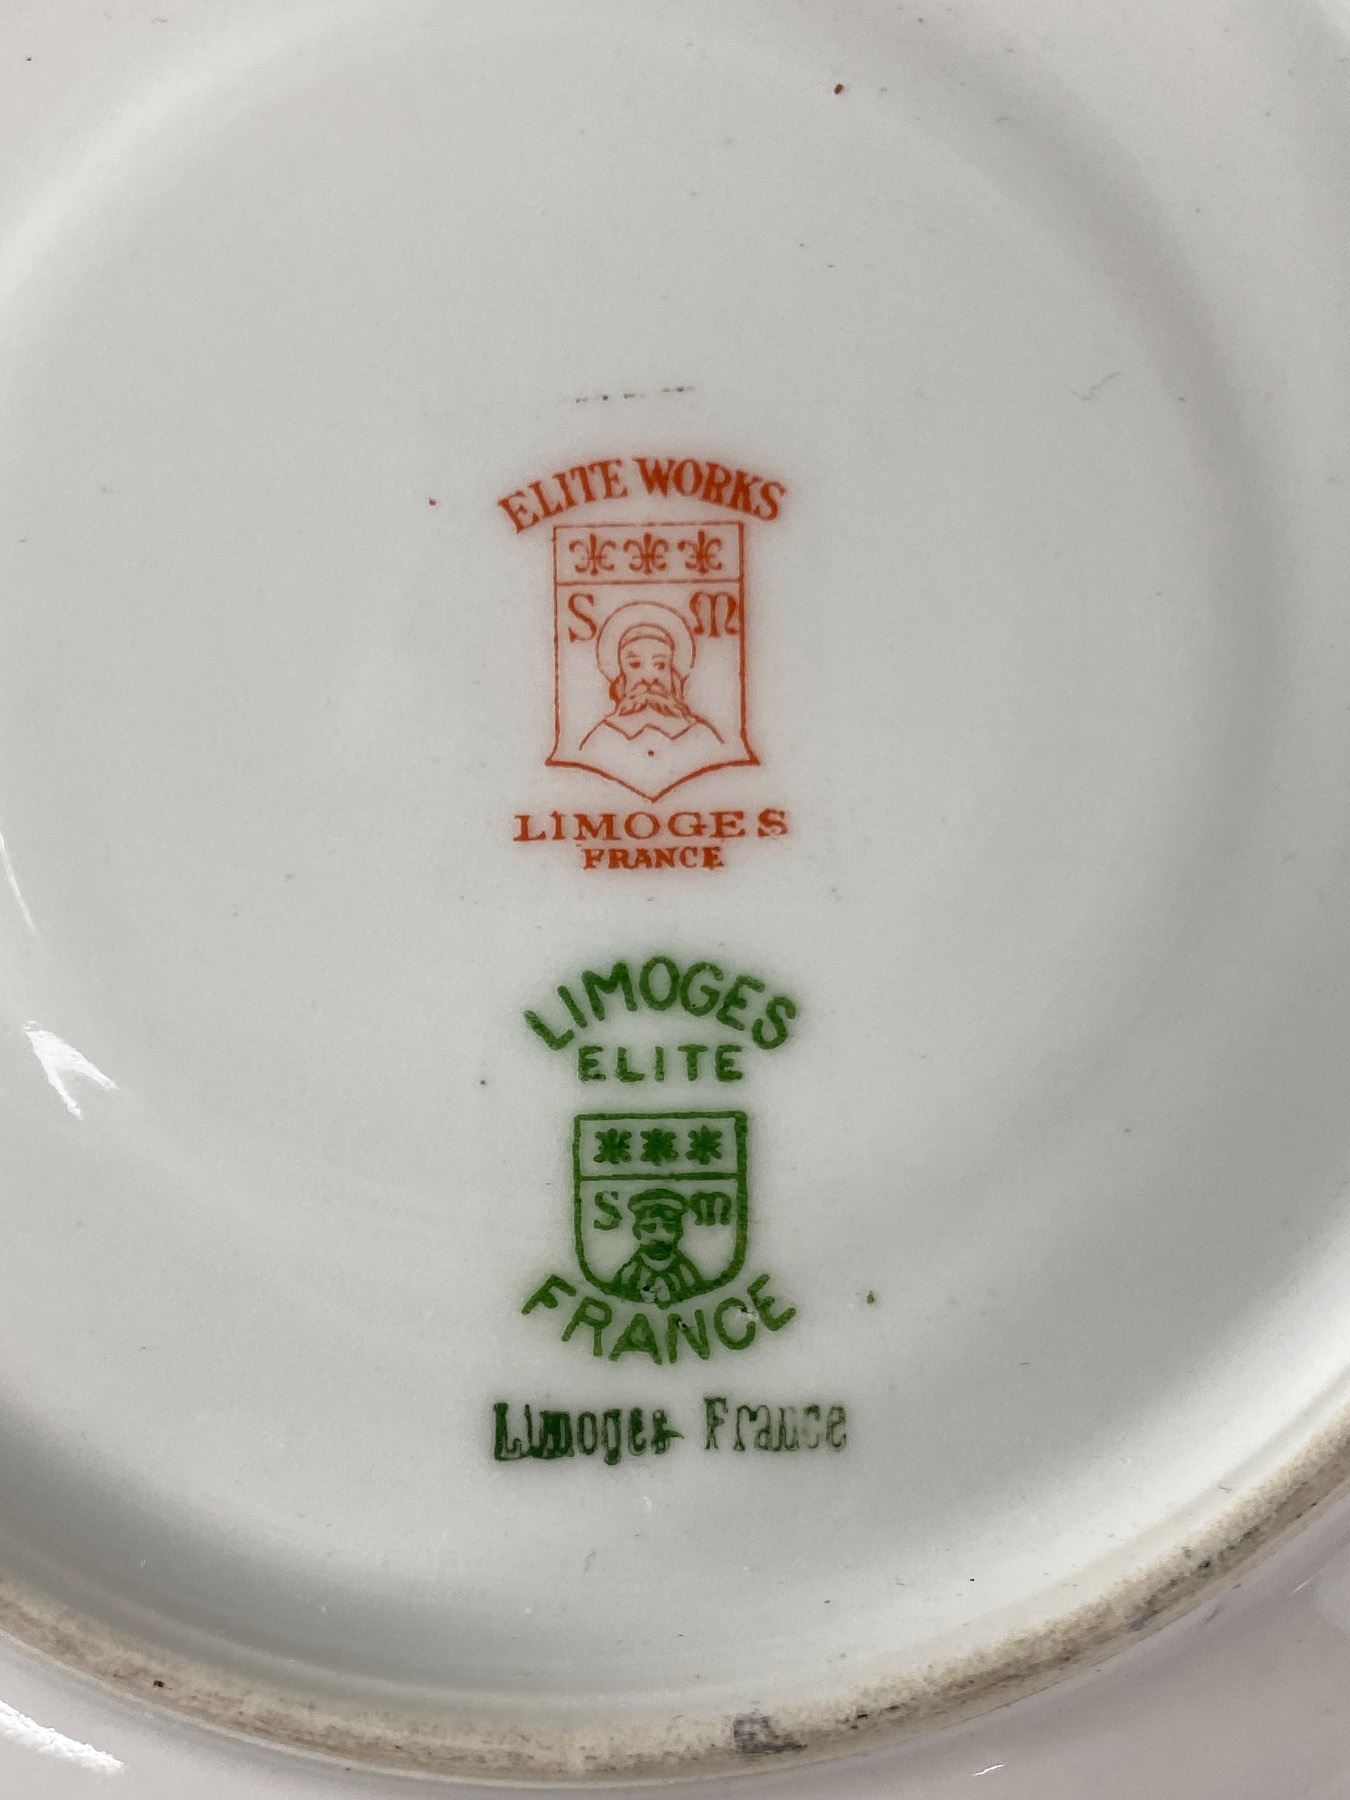 ELITE WORKS
S M
LIMOGES
FRANCE
LIMOGES
ELITE
S M
FRANCE
Limoges France